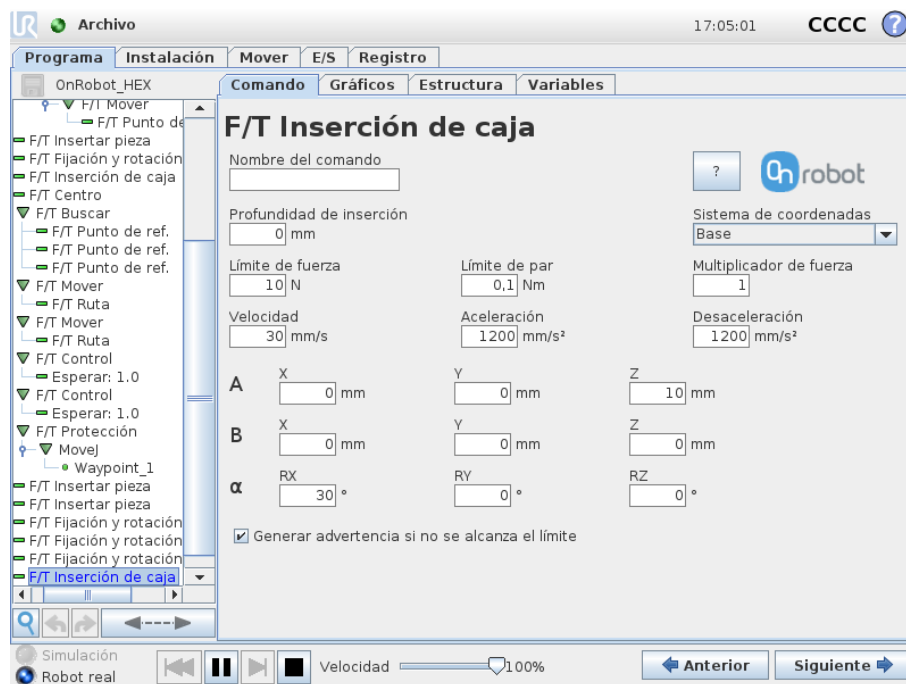 UR Archivo 17:05:01 CCCC ?
Programa Instalación Mover E/S Registro
OnRobot_HEX
F/T Mover
F/T Punto de
F/T Insertar pieza
F/T Fijación y rotación
F/T Inserción de caja
F/T Centro
F/T Buscar
F/T Punto de ref.
F/T Punto de ref.
F/T Punto de ref.
F/T Mover
F/T Ruta
F/T Mover
F/T Ruta
F/T Control
Esperar: 1.0
F/T Control
Esperar: 1.0
F/T Protección
MoveJ
Waypoint_1
F/T Insertar pieza
F/T Insertar pieza
F/T Fijación y rotación
F/T Fijación y rotación
F/T Fijación y rotación
F/T Inserción de caja
Comando Gráficos Estructura Variables
F/T Inserción de caja
Nombre del comando
? On robot
Profundidad de inserción Sistema de coordenadas
0 mm Base
Límite de fuerza Límite de par Multiplicador de fuerza
10 N 0,1 Nm 1
Velocidad Aceleración Desaceleración
30 mm/s 1200 mm/s² 1200 mm/s²
X Y Z
A 0 mm 0 mm 10 mm
X Y Z
B 0 mm 0 mm 0 mm
RX RY RZ
α 30 ° 0 ° 0 °
Generar advertencia si no se alcanza el límite
Simulación
Robot real
Velocidad 100% Anterior Siguiente